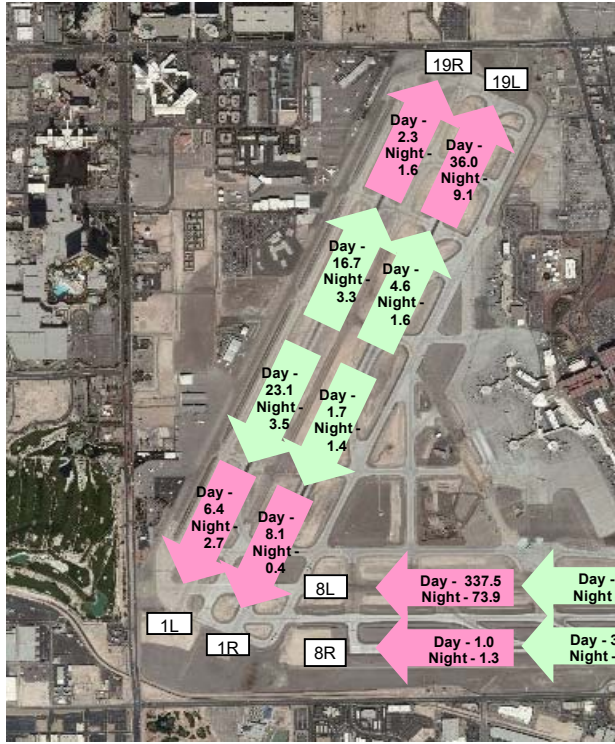 19R
19L
Day -
2.3
Night -
1.6
Day -
36.0
Night -
9.1
Day -
16.7
Night -
3.3
Day -
4.6
Night -
1.6
Day -
23.1
Night -
3.5
Day -
1.7
Night -
1.4
Day -
6.4
Night -
2.7
Day -
8.1
Night -
0.4
8L
Day - 337.5
Night - 73.9
Day -
Night
1L
1R
8R
Day - 1.0
Night - 1.3
Day - 3
Night -